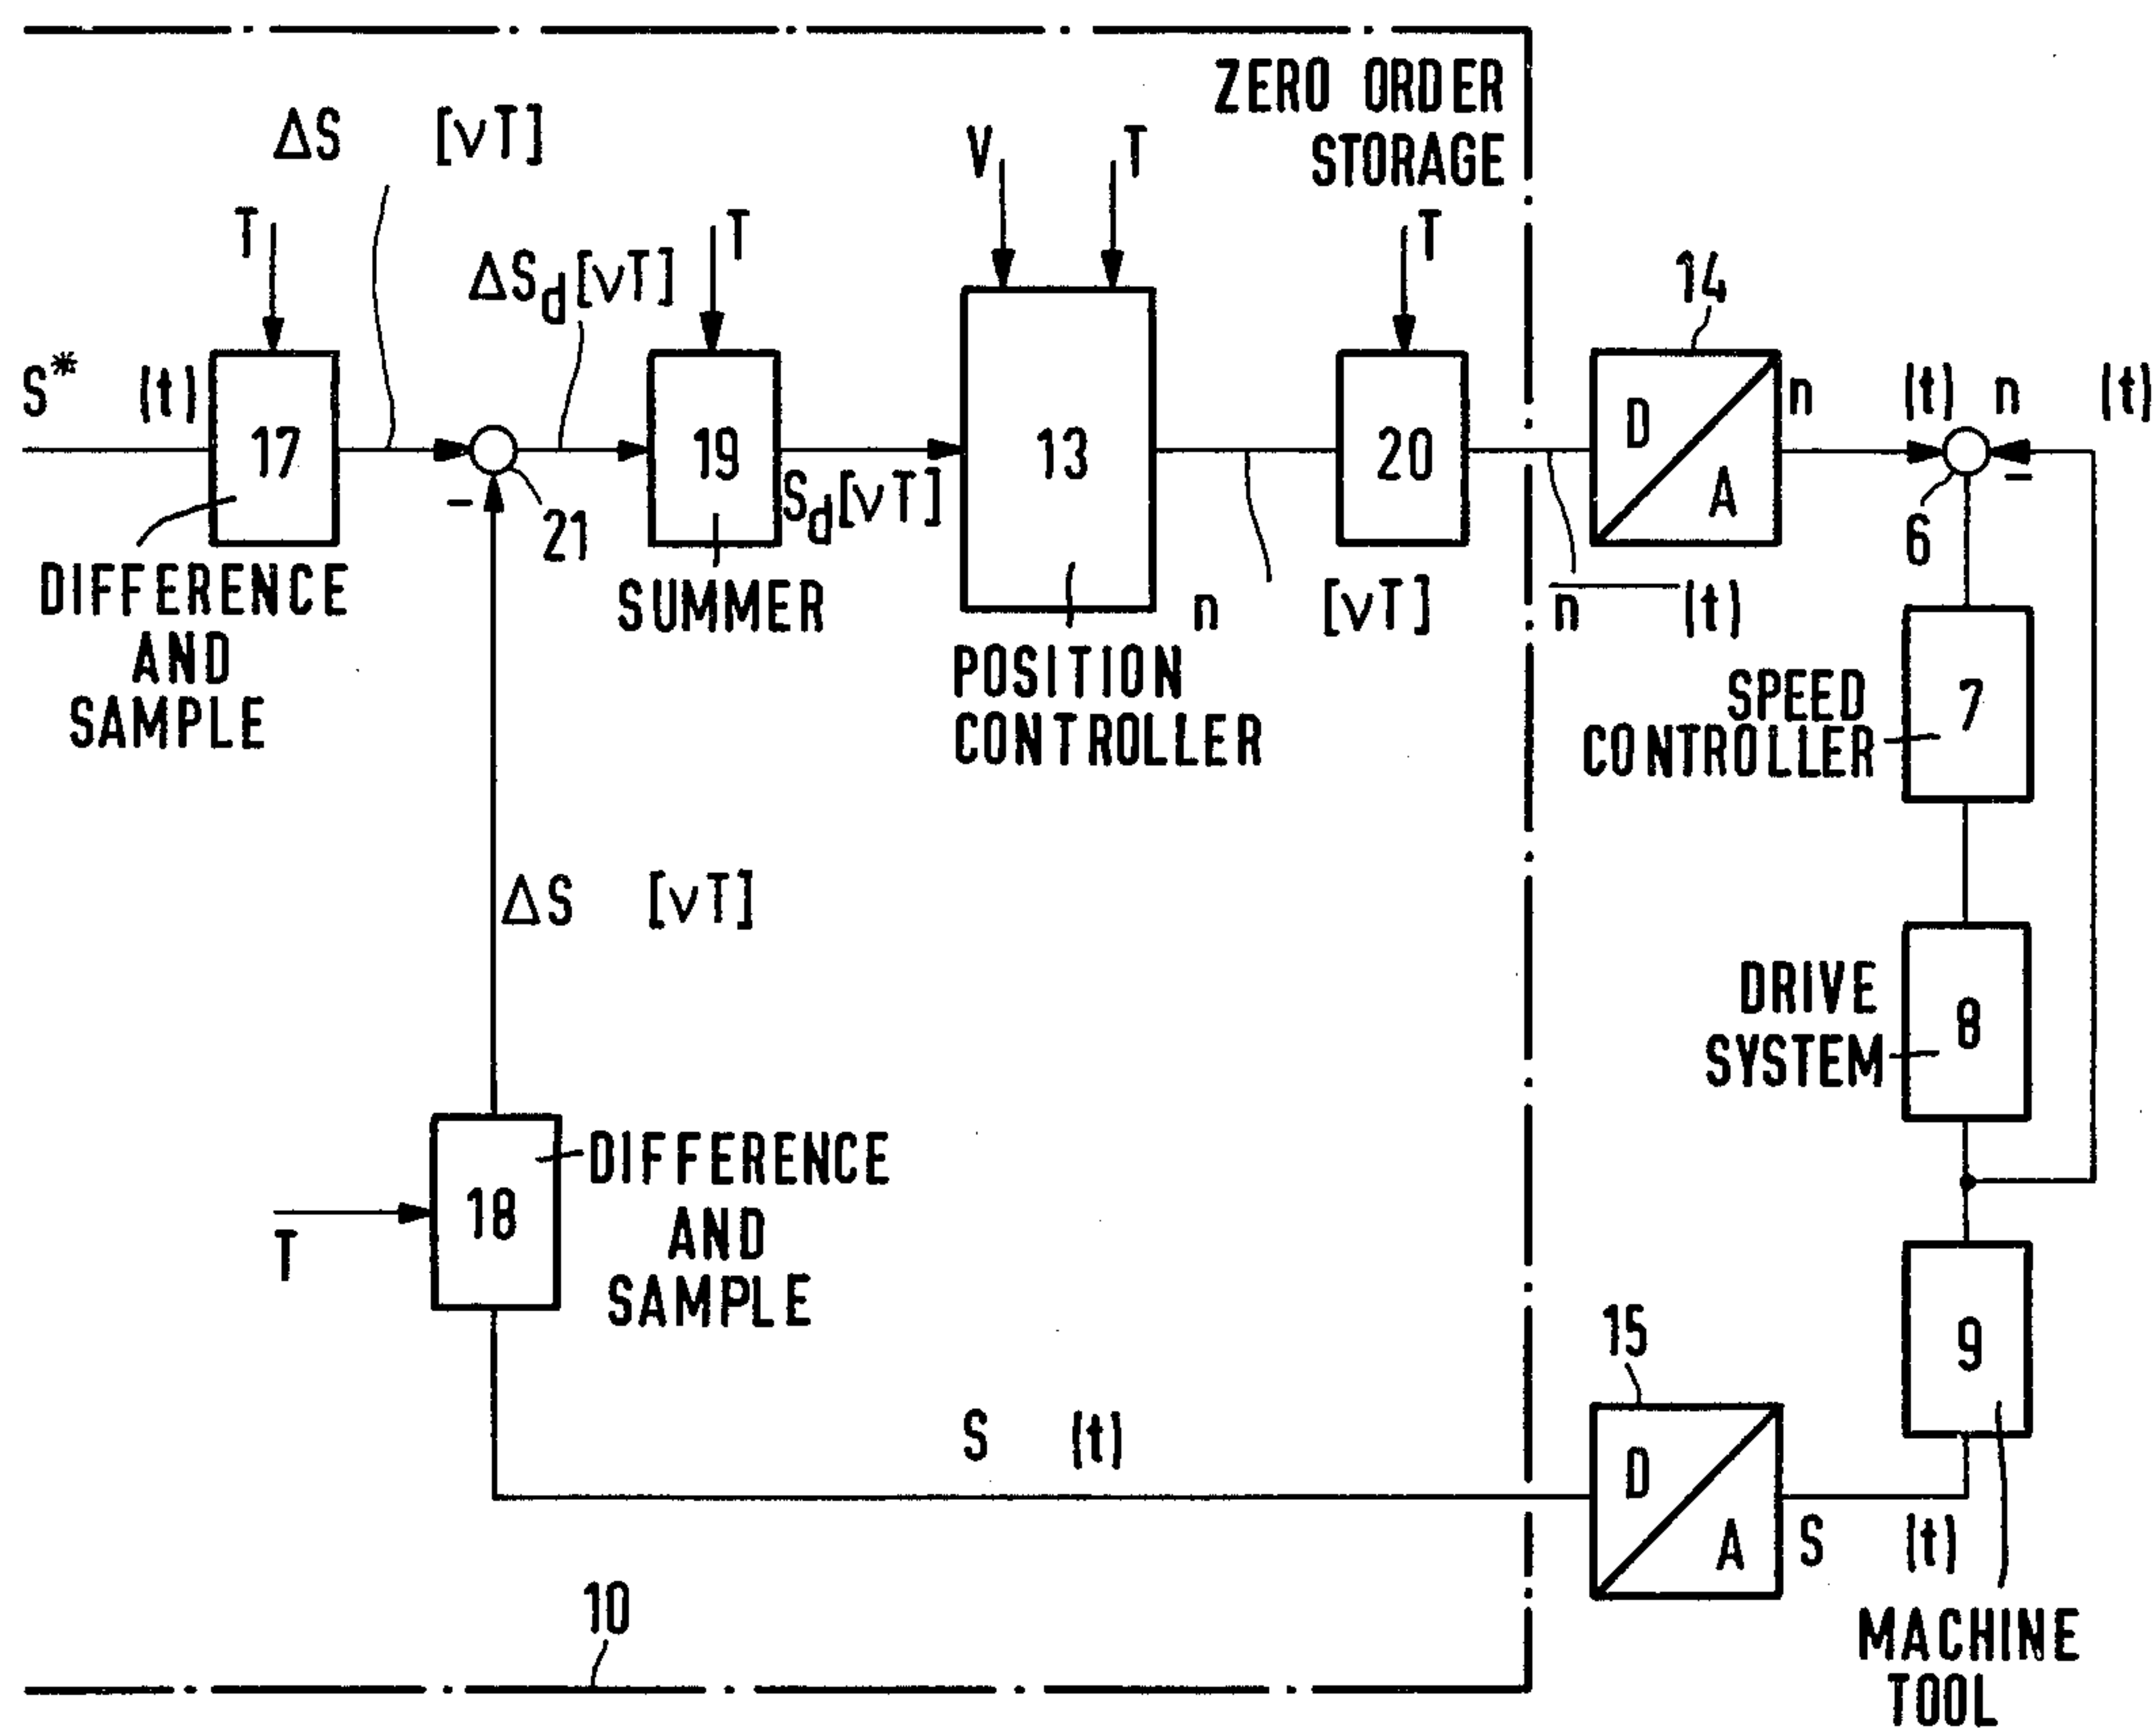 ZERO ORDER
STORAGE
ΔS [νT]
V
T
T
T
T
ΔSd[νT]
14
S* (t)
17
19
13
20
D
A
n (t)
n (t)
-
-
21
Sd[νT]
6
DIFFERENCE
AND
SAMPLE
SUMMER
n [νT]
n (t)
POSITION
CONTROLLER
SPEED
CONTROLLER
7
ΔS [νT]
DRIVE
SYSTEM
8
DIFFERENCE
AND
SAMPLE
18
T
15
9
D
A
S (t)
S (t)
10
MACHINE
TOOL